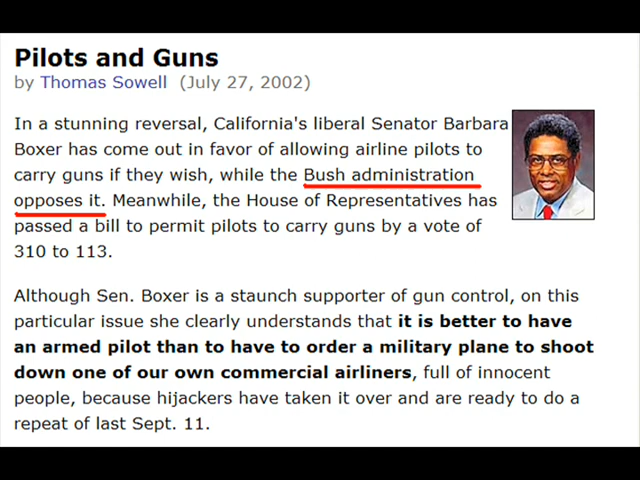 Pilots and Guns
by Thomas Sowell (July 27, 2002)
In a stunning reversal, California's liberal Senator Barbara
Boxer has come out in favor of allowing airline pilots to
carry guns if they wish, while the Bush administration
opposes it. Meanwhile, the House of Representatives has
passed a bill to permit pilots to carry guns by a vote of
310 to 113.
Although Sen. Boxer is a staunch supporter of gun control, on this
particular issue she clearly understands that it is better to have
an armed pilot than to have to order a military plane to shoot
down one of our own commercial airliners, full of innocent
people, because hijackers have taken it over and are ready to do a
repeat of last Sept. 11.